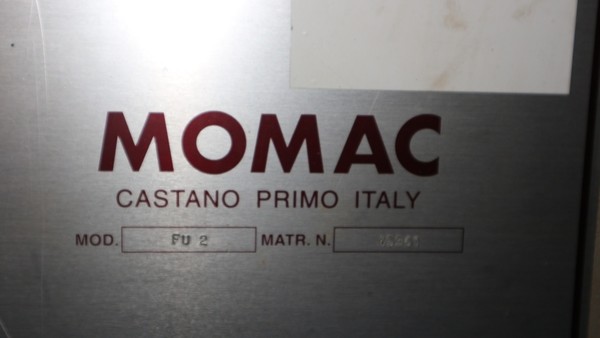 MOMAC
CASTANO PRIMO ITALY
MOD. FU 2 MATR. N.